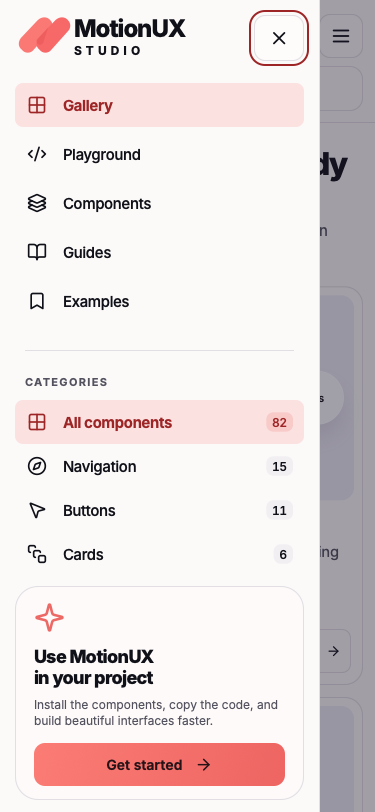 MotionUX
STUDIO
Gallery
Playground
Components
Guides
Examples
CATEGORIES
All components 82
Navigation 15
Buttons 11
Cards 6
Use MotionUX
in your project
Install the components, copy the code, and
build beautiful interfaces faster.
Get started